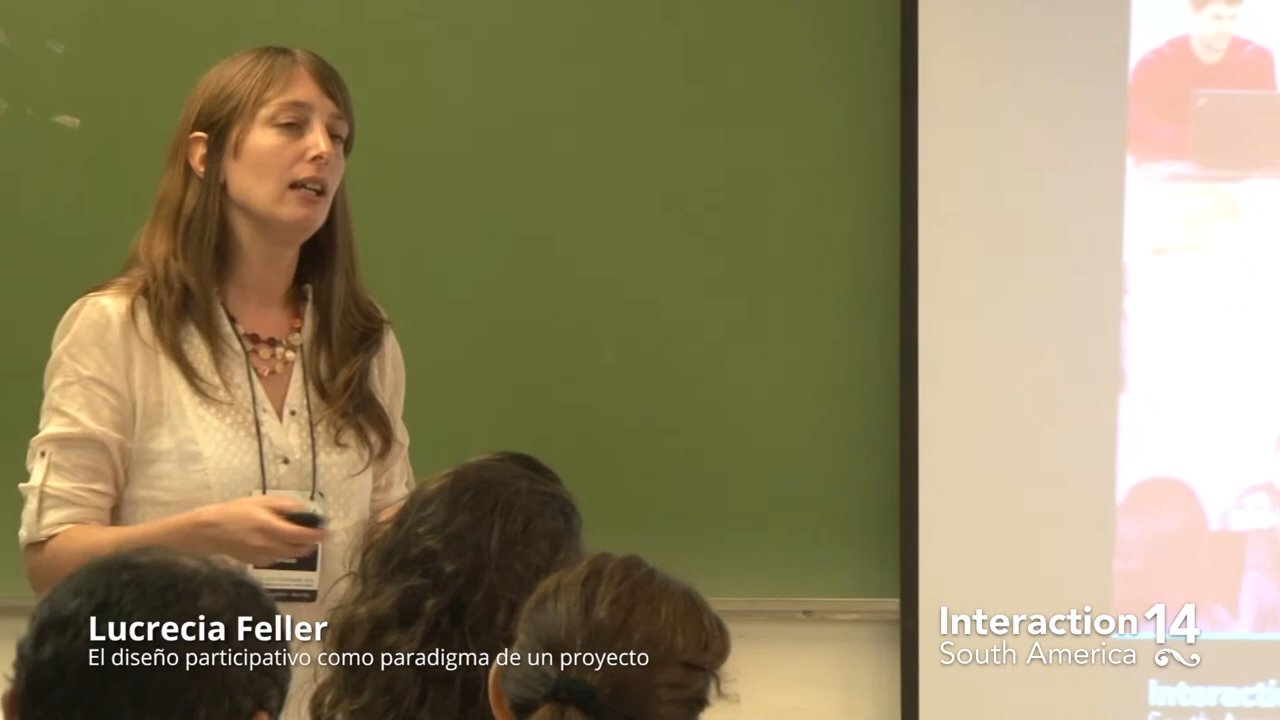 Lucrecia Feller
El diseño participativo como paradigma de un proyecto
Interaction 14
South America